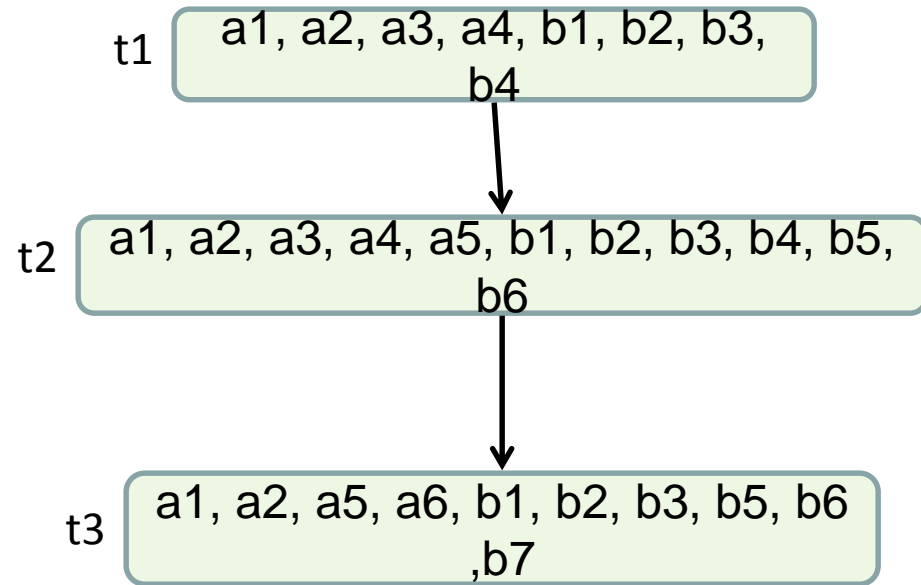 t1
a1, a2, a3, a4, b1, b2, b3,
b4
t2
a1, a2, a3, a4, a5, b1, b2, b3, b4, b5,
b6
t3
a1, a2, a5, a6, b1, b2, b3, b5, b6
,b7